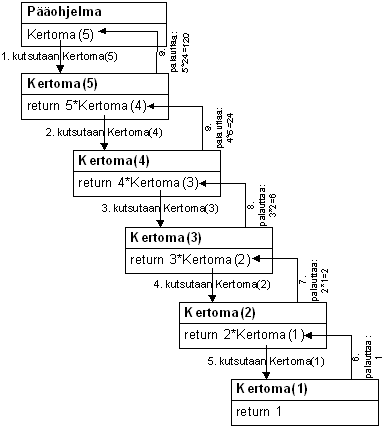 Pääohjelma
Kertoma(5)
1. kutsutaan Kertoma(5)
9.
palauttaa:
5*24=120
Kertoma(5)
return 5*Kertoma(4)
2. kutsutaan Kertoma(4)
9.
palauttaa:
4*6=24
Kertoma(4)
return 4*Kertoma(3)
3. kutsutaan Kertoma(3)
8.
palauttaa:
3*2=6
Kertoma(3)
return 3*Kertoma(2)
4. kutsutaan Kertoma(2)
7.
palauttaa:
2*1=2
Kertoma(2)
return 2*Kertoma(1)
5. kutsutaan Kertoma(1)
6.
palauttaa:
1
Kertoma(1)
return 1